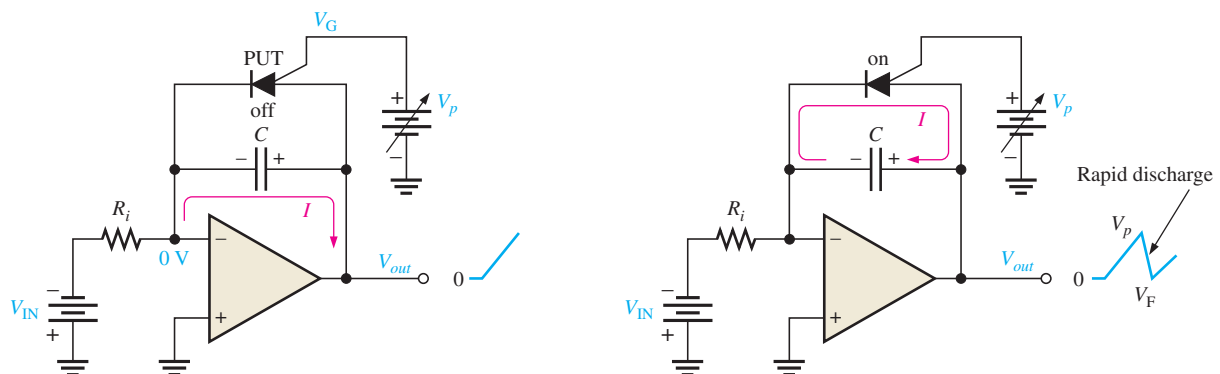 V_G
PUT
off
+
V_p
−
C
− +
R_i
I
−
0 V
V_out
0
−
V_IN
+
+
on
+
V_p
−
I
C
− +
Rapid discharge
R_i
−
V_p
V_out
0
V_F
−
V_IN
+
+